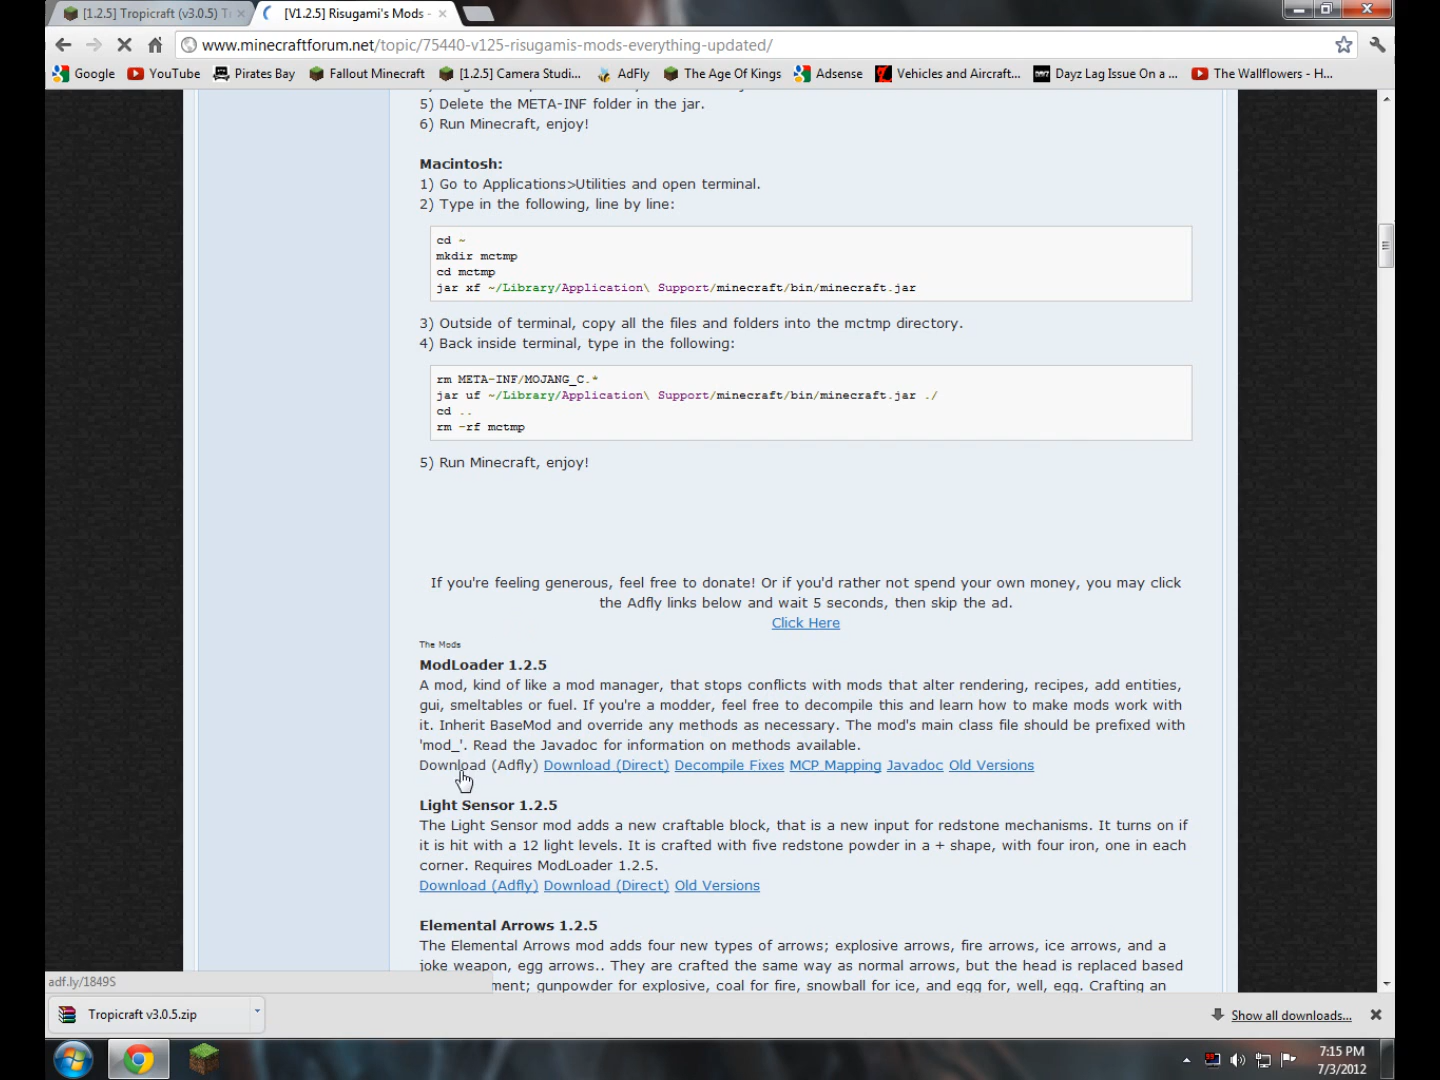 [1.2.5] Tropicraft (v3.0.5) T
[V1.2.5] Risugami's Mods -
www.minecraftforum.net/topic/75440-v125-risugamis-mods-everything-updated/
Google YouTube Pirates Bay Fallout Minecraft [1.2.5] Camera Studi... AdFly The Age Of Kings Adsense Vehicles and Aircraft... Dayz Lag Issue On a ... The Wallflowers - H...
5) Delete the META-INF folder in the jar.
6) Run Minecraft, enjoy!
Macintosh:
1) Go to Applications>Utilities and open terminal.
2) Type in the following, line by line:
cd ~
mkdir mctmp
cd mctmp
jar xf ~/Library/Application\ Support/minecraft/bin/minecraft.jar
3) Outside of terminal, copy all the files and folders into the mctmp directory.
4) Back inside terminal, type in the following:
rm META-INF/MOJANG_C.*
jar uf ~/Library/Application\ Support/minecraft/bin/minecraft.jar ./
cd ..
rm -rf mctmp
5) Run Minecraft, enjoy!
If you're feeling generous, feel free to donate! Or if you'd rather not spend your own money, you may click
the Adfly links below and wait 5 seconds, then skip the ad.
Click Here
The Mods
ModLoader 1.2.5
A mod, kind of like a mod manager, that stops conflicts with mods that alter rendering, recipes, add entities,
gui, smeltables or fuel. If you're a modder, feel free to decompile this and learn how to make mods work with
it. Inherit BaseMod and override any methods as necessary. The mod's main class file should be prefixed with
'mod_'. Read the Javadoc for information on methods available.
Download (Adfly) Download (Direct) Decompile Fixes MCP Mapping Javadoc Old Versions
Light Sensor 1.2.5
The Light Sensor mod adds a new craftable block, that is a new input for redstone mechanisms. It turns on if
it is hit with a 12 light levels. It is crafted with five redstone powder in a + shape, with four iron, one in each
corner. Requires ModLoader 1.2.5.
Download (Adfly) Download (Direct) Old Versions
Elemental Arrows 1.2.5
The Elemental Arrows mod adds four new types of arrows; explosive arrows, fire arrows, ice arrows, and a
joke weapon, egg arrows.. They are crafted the same way as normal arrows, but the head is replaced based
ment; gunpowder for explosive, coal for fire, snowball for ice, and egg for, well, egg. Crafting an
adf.ly/1849S
Tropicraft v3.0.5.zip
Show all downloads...
7:15 PM
7/3/2012